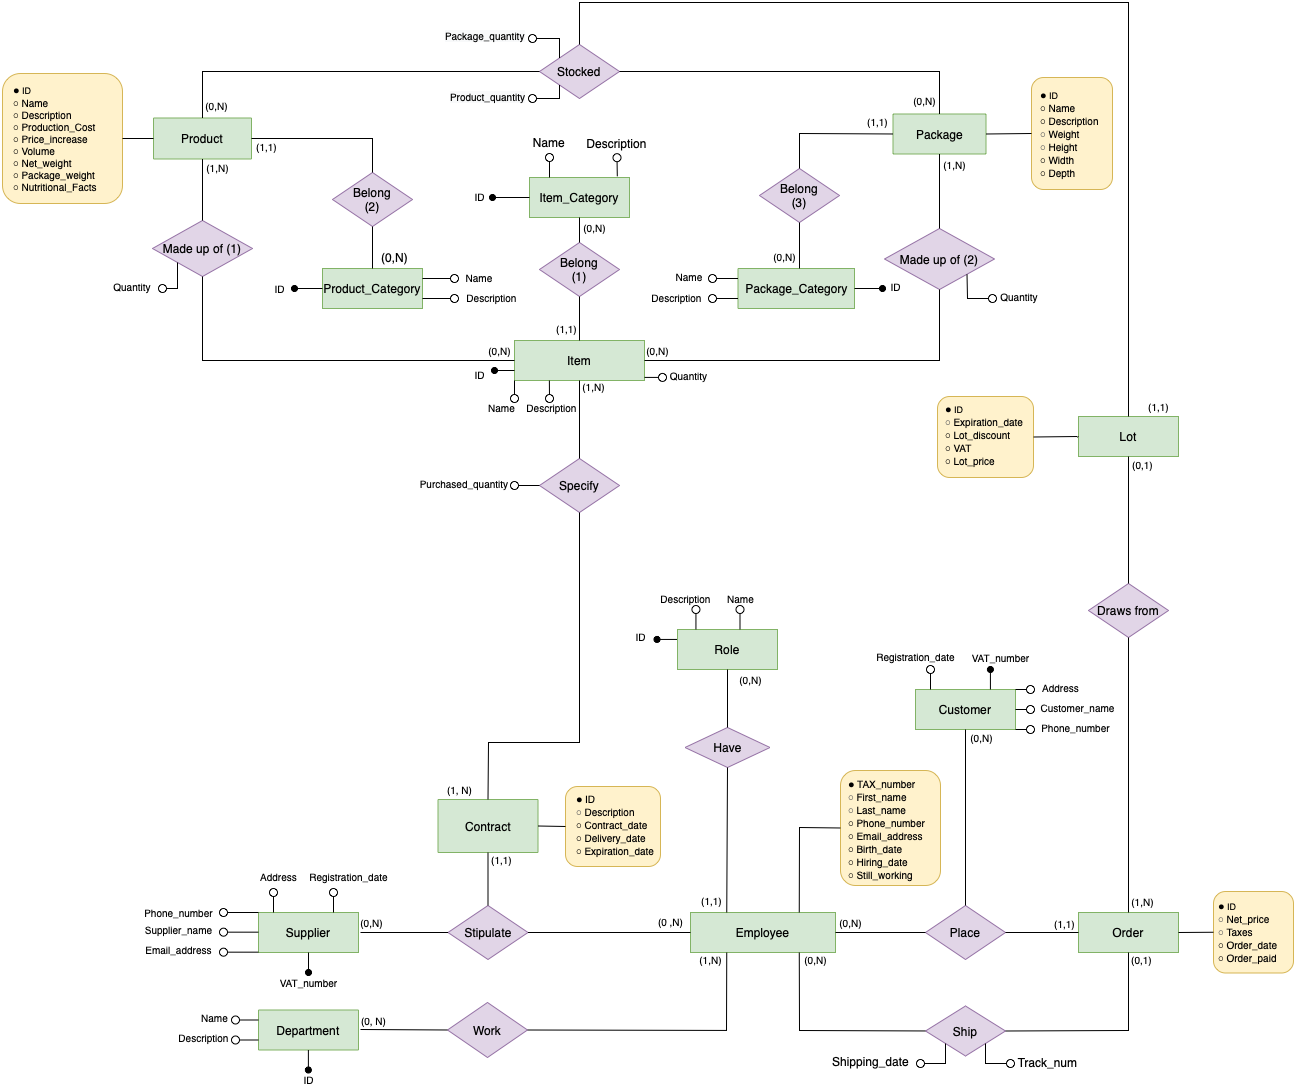 Package_quantity
Stocked
Product_quantity
● ID
○ Name
○ Description
○ Production_Cost
○ Price_increase
○ Volume
○ Net_weight
○ Package_weight
○ Nutritional_Facts
(0,N)
Product
(1,1)
(1,N)
(0,N)
(1,1)
Package
(1,N)
● ID
○ Name
○ Description
○ Weight
○ Height
○ Width
○ Depth
Name
Description
ID
Item_Category
(0,N)
Belong
(2)
Belong
(3)
Made up of (1)
Quantity
(0,N)
ID
Product_Category
Name
Description
Belong
(1)
(1,1)
(0,N)
Name
Description
Package_Category
ID
Made up of (2)
Quantity
(0,N)
Item
(0,N)
ID
Quantity
(1,N)
Name
Description
● ID
○ Expiration_date
○ Lot_discount
○ VAT
○ Lot_price
(1,1)
Lot
(0,1)
Purchased_quantity
Specify
Draws from
Description
Name
ID
Role
(0,N)
Have
Registration_date
VAT_number
Customer
Address
Customer_name
Phone_number
(0,N)
(1, N)
Contract
(1,1)
● ID
○ Description
○ Contract_date
○ Delivery_date
○ Expiration_date
● TAX_number
○ First_name
○ Last_name
○ Phone_number
○ Email_address
○ Birth_date
○ Hiring_date
○ Still_working
Address
Registration_date
Phone_number
Supplier_name
Email_address
Supplier
(0,N)
VAT_number
Stipulate
(0 ,N)
(1,1)
Employee
(0,N)
(1,N)
(0,N)
Place
(1,1)
(1,N)
Order
(0,1)
● ID
○ Net_price
○ Taxes
○ Order_date
○ Order_paid
Name
Description
Department
(0, N)
ID
Work
Ship
Shipping_date
Track_num